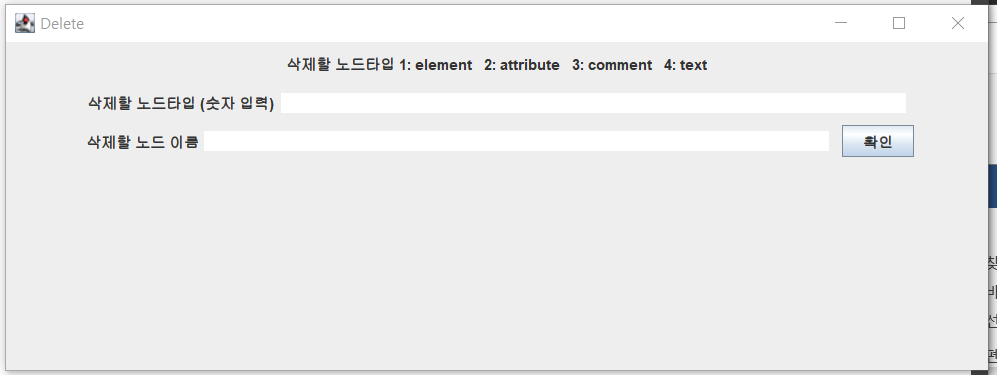 Delete
삭제할 노드타입 1: element 2: attribute 3: comment 4: text
삭제할 노드타입 (숫자 입력)
삭제할 노드 이름
확인